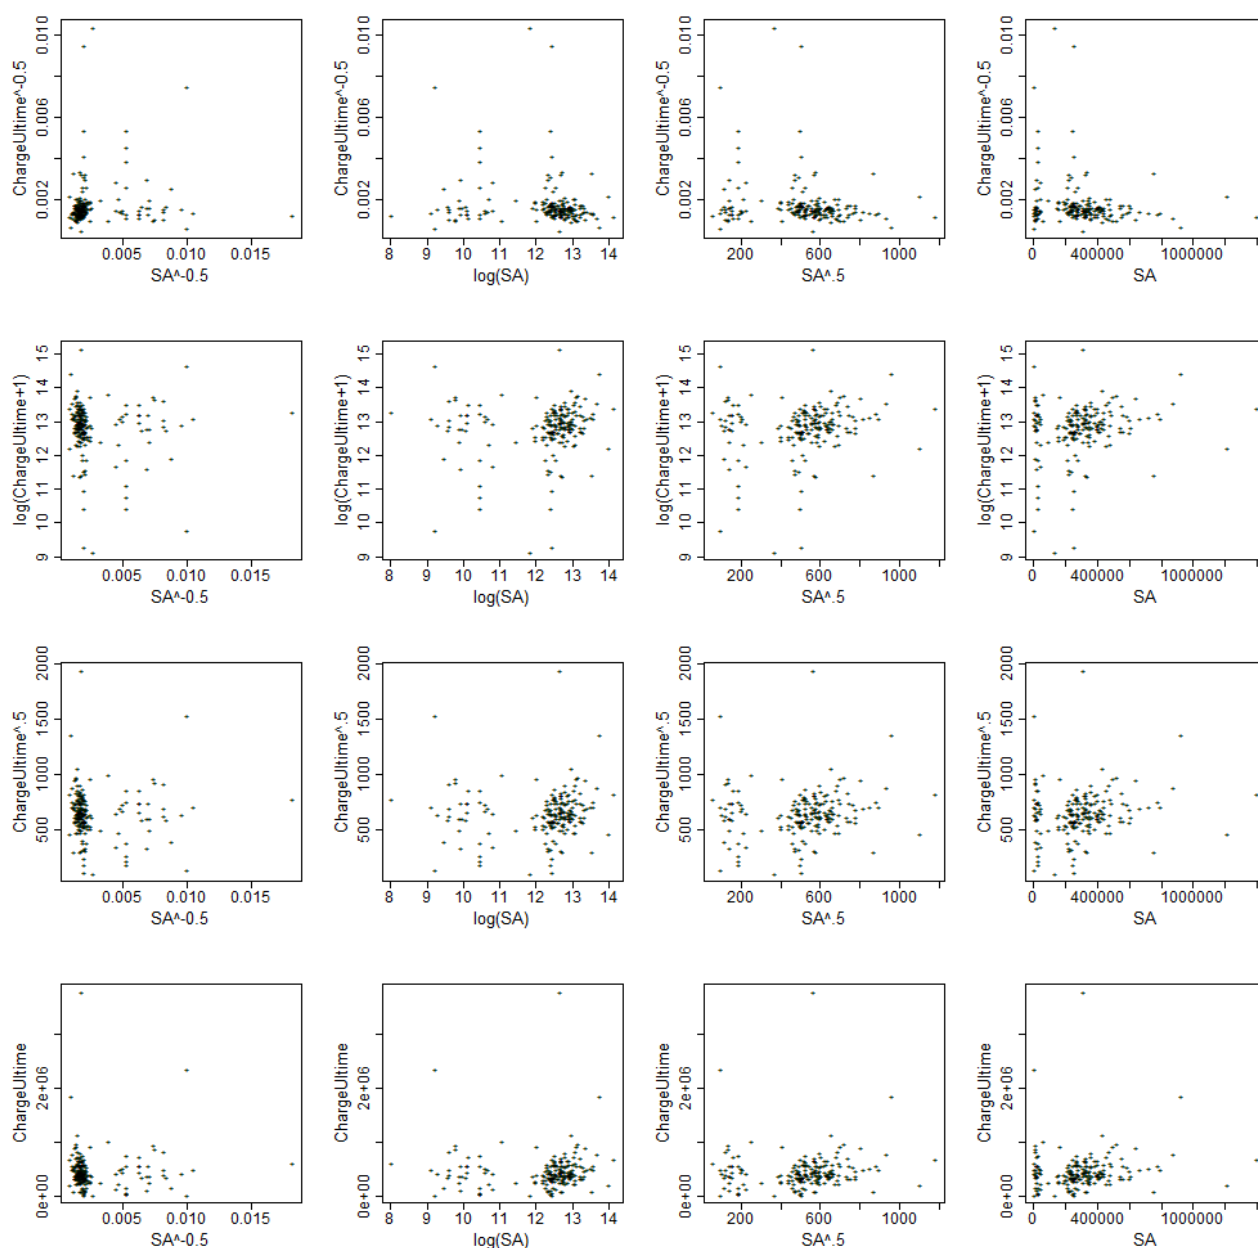 ChargeUltime^-0.5
0.002 0.006 0.010
0.005 0.010 0.015
SA^-0.5
ChargeUltime^-0.5
0.002 0.006 0.010
8 9 10 11 12 13 14
log(SA)
ChargeUltime^-0.5
0.002 0.006 0.010
200 600 1000
SA^.5
ChargeUltime^-0.5
0.002 0.006 0.010
0 400000 1000000
SA
log(ChargeUltime+1)
9 10 11 12 13 14 15
0.005 0.010 0.015
SA^-0.5
log(ChargeUltime+1)
9 10 11 12 13 14 15
8 9 10 11 12 13 14
log(SA)
log(ChargeUltime+1)
9 10 11 12 13 14 15
200 600 1000
SA^.5
log(ChargeUltime+1)
9 10 11 12 13 14 15
0 400000 1000000
SA
ChargeUltime^.5
500 1000 1500 2000
0.005 0.010 0.015
SA^-0.5
ChargeUltime^.5
500 1000 1500 2000
8 9 10 11 12 13 14
log(SA)
ChargeUltime^.5
500 1000 1500 2000
200 600 1000
SA^.5
ChargeUltime^.5
500 1000 1500 2000
0 400000 1000000
SA
ChargeUltime
0e+00 2e+06
0.005 0.010 0.015
SA^-0.5
ChargeUltime
0e+00 2e+06
8 9 10 11 12 13 14
log(SA)
ChargeUltime
0e+00 2e+06
200 600 1000
SA^.5
ChargeUltime
0e+00 2e+06
0 400000 1000000
SA